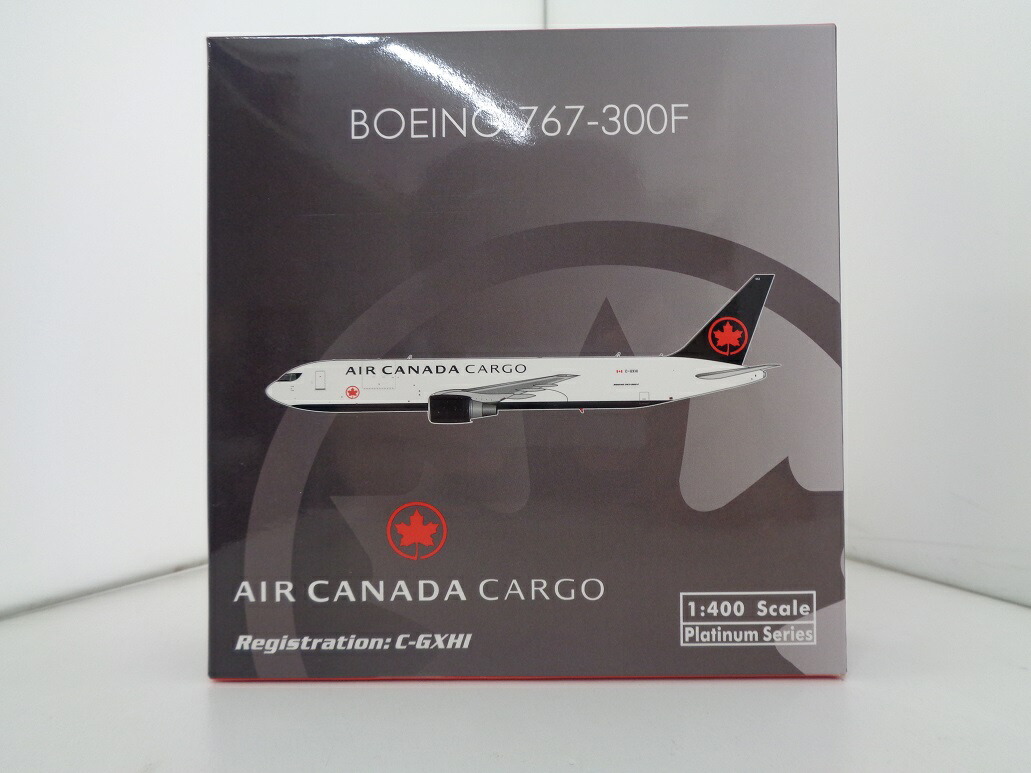 BOEING 767-300F
AIR CANADA CARGO
AIR CANADA CARGO
Registration: C-GXHI
1:400 Scale
Platinum Series